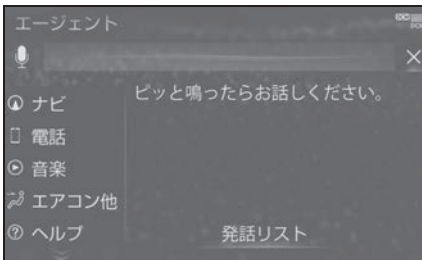 エージェント
ピッと鳴ったらお話しください。
ナビ
電話
音楽
エアコン他
ヘルプ
発話リスト